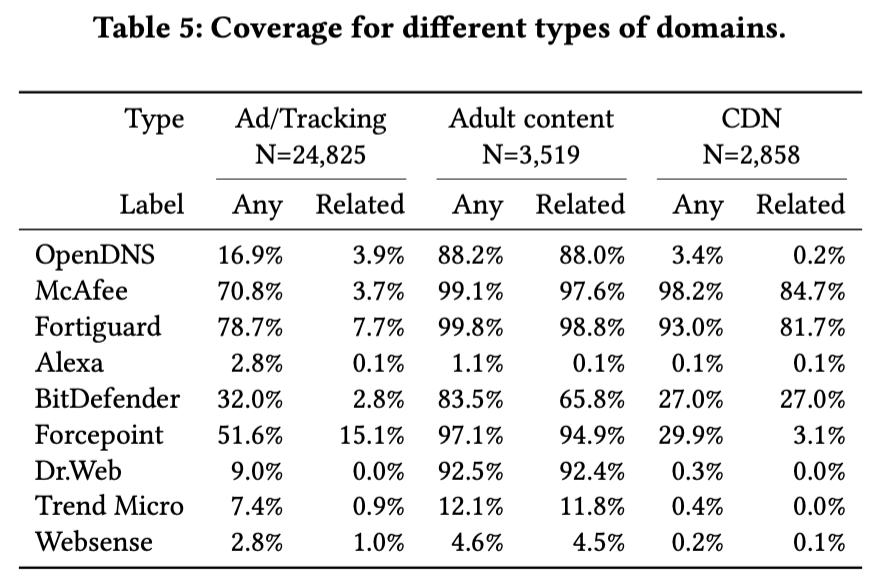 Table 5: Coverage for different types of domains.
Type Ad/Tracking Adult content CDN
N=24,825 N=3,519 N=2,858
Label Any Related Any Related Any Related
OpenDNS 16.9% 3.9% 88.2% 88.0% 3.4% 0.2%
McAfee 70.8% 3.7% 99.1% 97.6% 98.2% 84.7%
Fortiguard 78.7% 7.7% 99.8% 98.8% 93.0% 81.7%
Alexa 2.8% 0.1% 1.1% 0.1% 0.1% 0.1%
BitDefender 32.0% 2.8% 83.5% 65.8% 27.0% 27.0%
Forcepoint 51.6% 15.1% 97.1% 94.9% 29.9% 3.1%
Dr.Web 9.0% 0.0% 92.5% 92.4% 0.3% 0.0%
Trend Micro 7.4% 0.9% 12.1% 11.8% 0.4% 0.0%
Websense 2.8% 1.0% 4.6% 4.5% 0.2% 0.1%